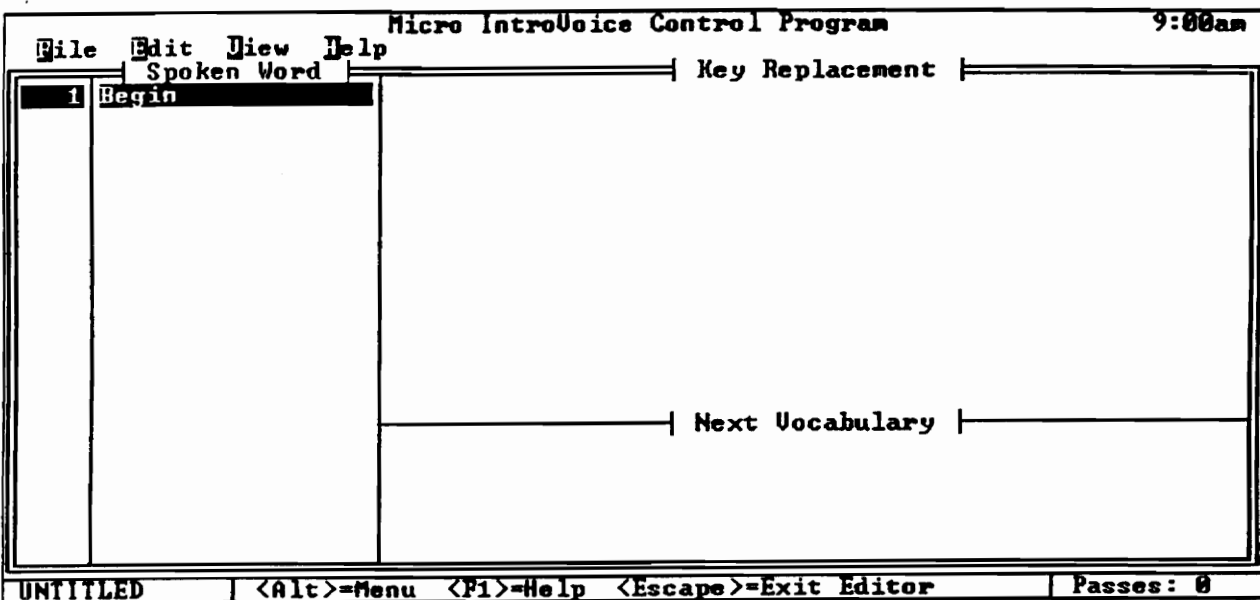 Micro IntroVoice Control Program 9:00am
File Edit View Help
Spoken Word Key Replacement
1 Begin
Next Vocabulary
UNTITLED <Alt>=Menu <F1>=Help <Escape>=Exit Editor Passes: 0